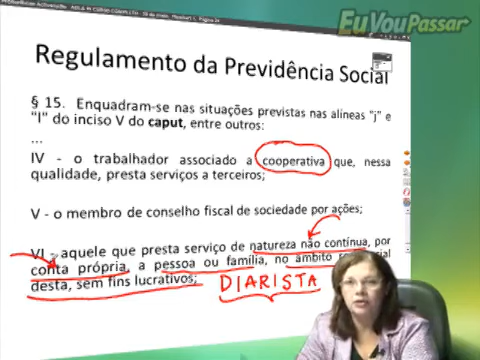 EuVouPassar
Regulamento da Previdência Social
§ 15. Enquadram-se nas situações previstas nas alíneas "j" e
"l" do inciso V do caput, entre outros:
...
IV - o trabalhador associado a cooperativa que, nessa
qualidade, presta serviços a terceiros;
V - o membro de conselho fiscal de sociedade por ações;
VI - aquele que presta serviço de natureza não contínua, por
conta própria, a pessoa ou família, no âmbito
desta, sem fins lucrativos;
DIARISTA